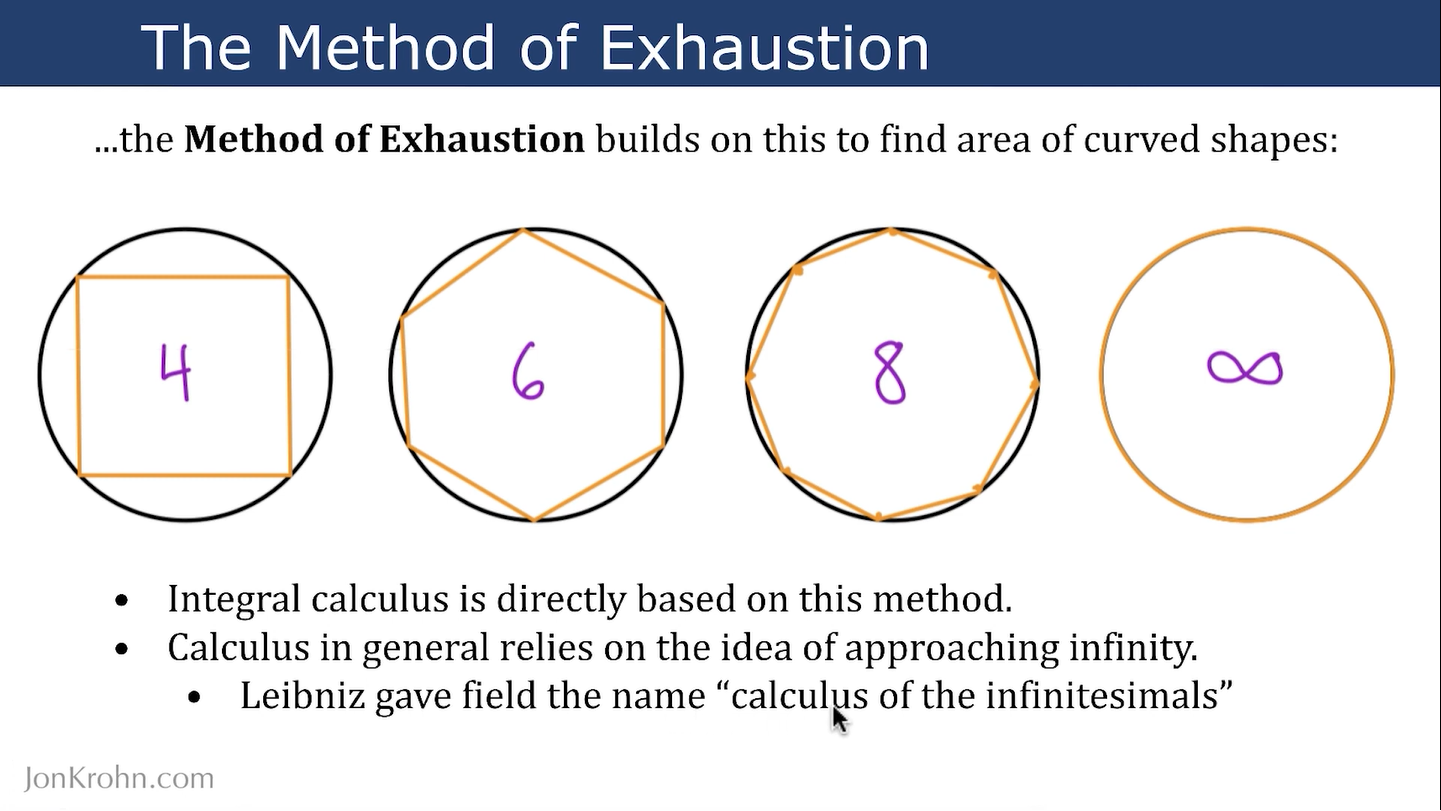 The Method of Exhaustion
...the Method of Exhaustion builds on this to find area of curved shapes:
4 6 8 ∞
• Integral calculus is directly based on this method.
• Calculus in general relies on the idea of approaching infinity.
• Leibniz gave field the name “calculus of the infinitesimals”
JonKrohn.com